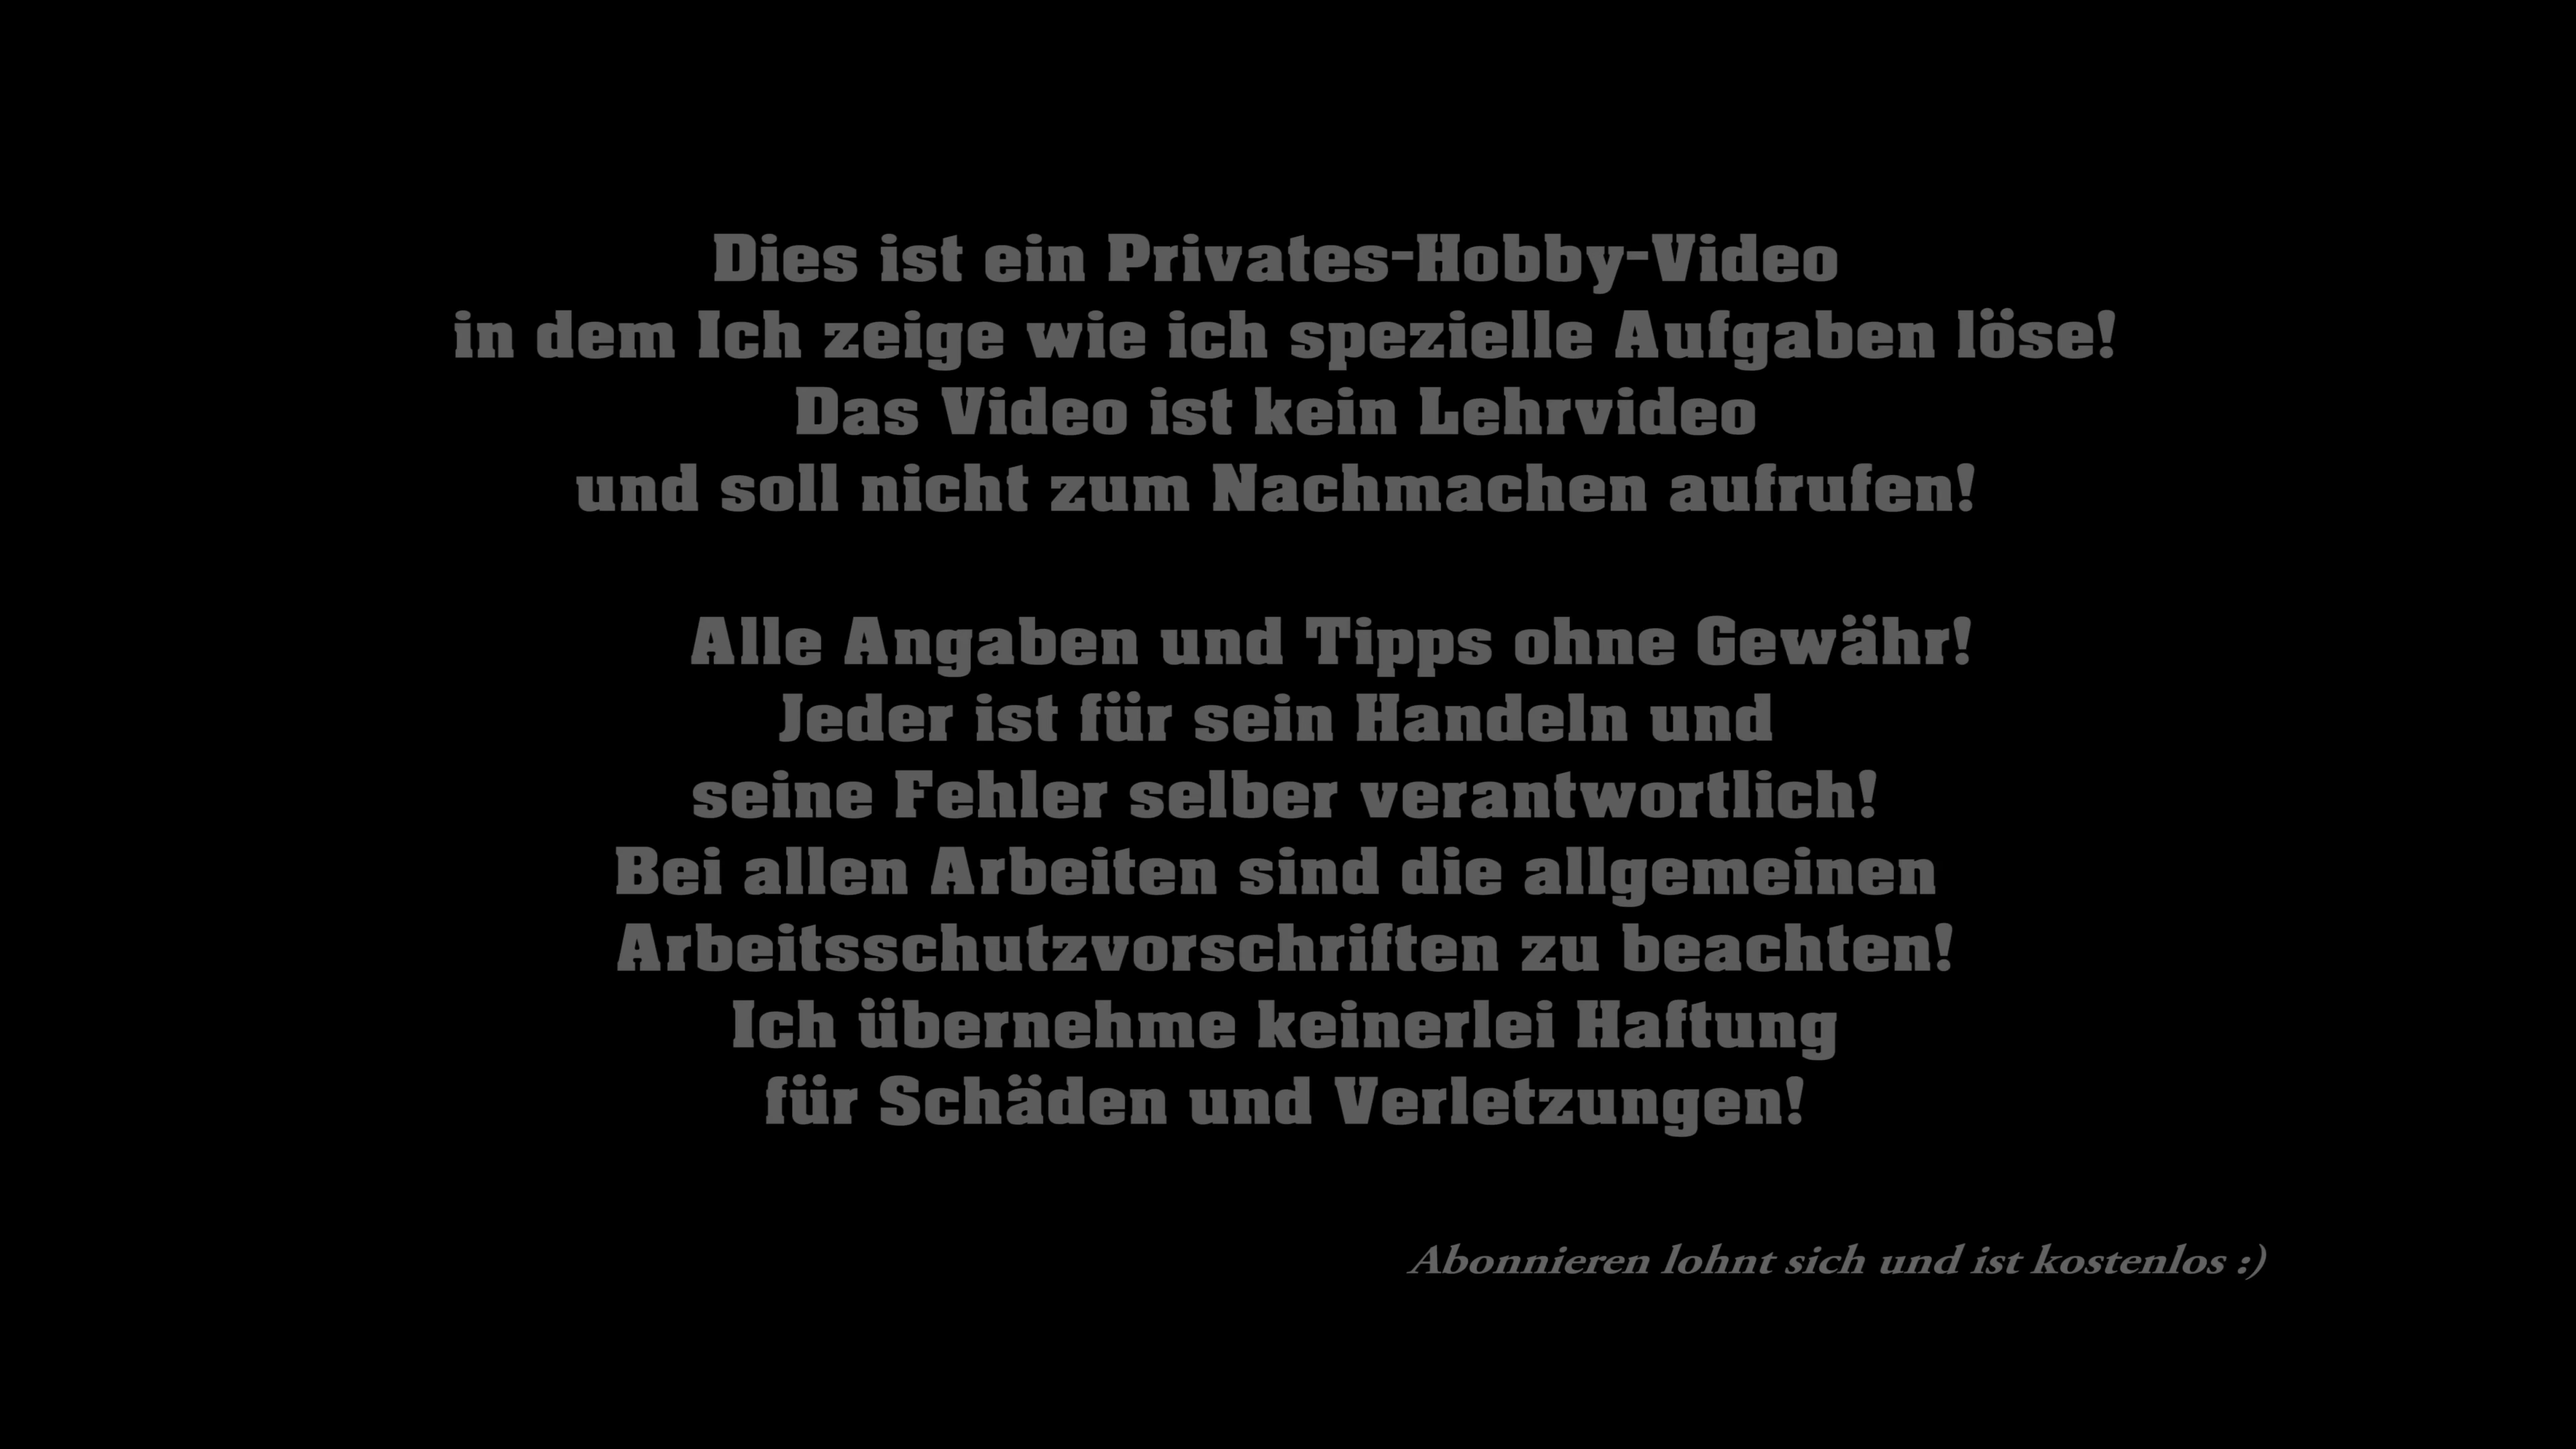 Dies ist ein Privates-Hobby-Video
in dem Ich zeige wie ich spezielle Aufgaben löse!
Das Video ist kein Lehrvideo
und soll nicht zum Nachmachen aufrufen!
Alle Angaben und Tipps ohne Gewähr!
Jeder ist für sein Handeln und
seine Fehler selber verantwortlich!
Bei allen Arbeiten sind die allgemeinen
Arbeitsschutzvorschriften zu beachten!
Ich übernehme keinerlei Haftung
für Schäden und Verletzungen!
Abonnieren lohnt sich und ist kostenlos :)